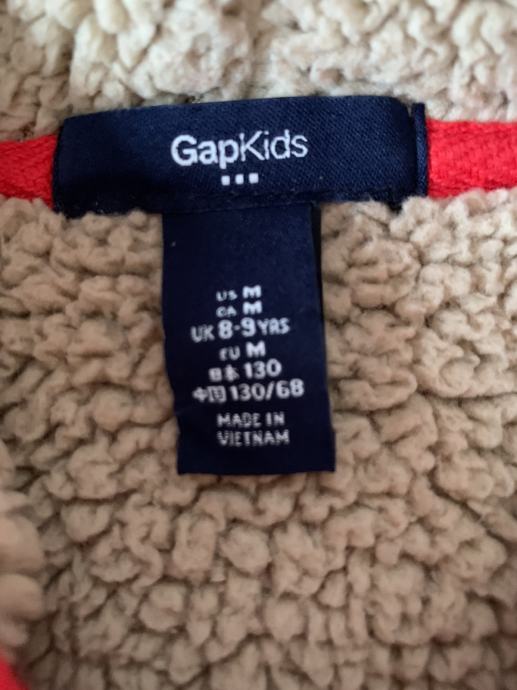 GapKids
US M
CA M
UK 8-9 YRS
EU M
日本 130
中国 130/68
MADE IN
VIETNAM